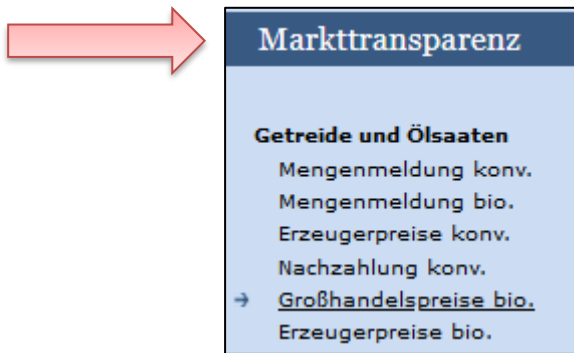 Markttransparenz
Getreide und Ölsaaten
Mengenmeldung konv.
Mengenmeldung bio.
Erzeugerpreise konv.
Nachzahlung konv.
Großhandelspreise bio.
Erzeugerpreise bio.